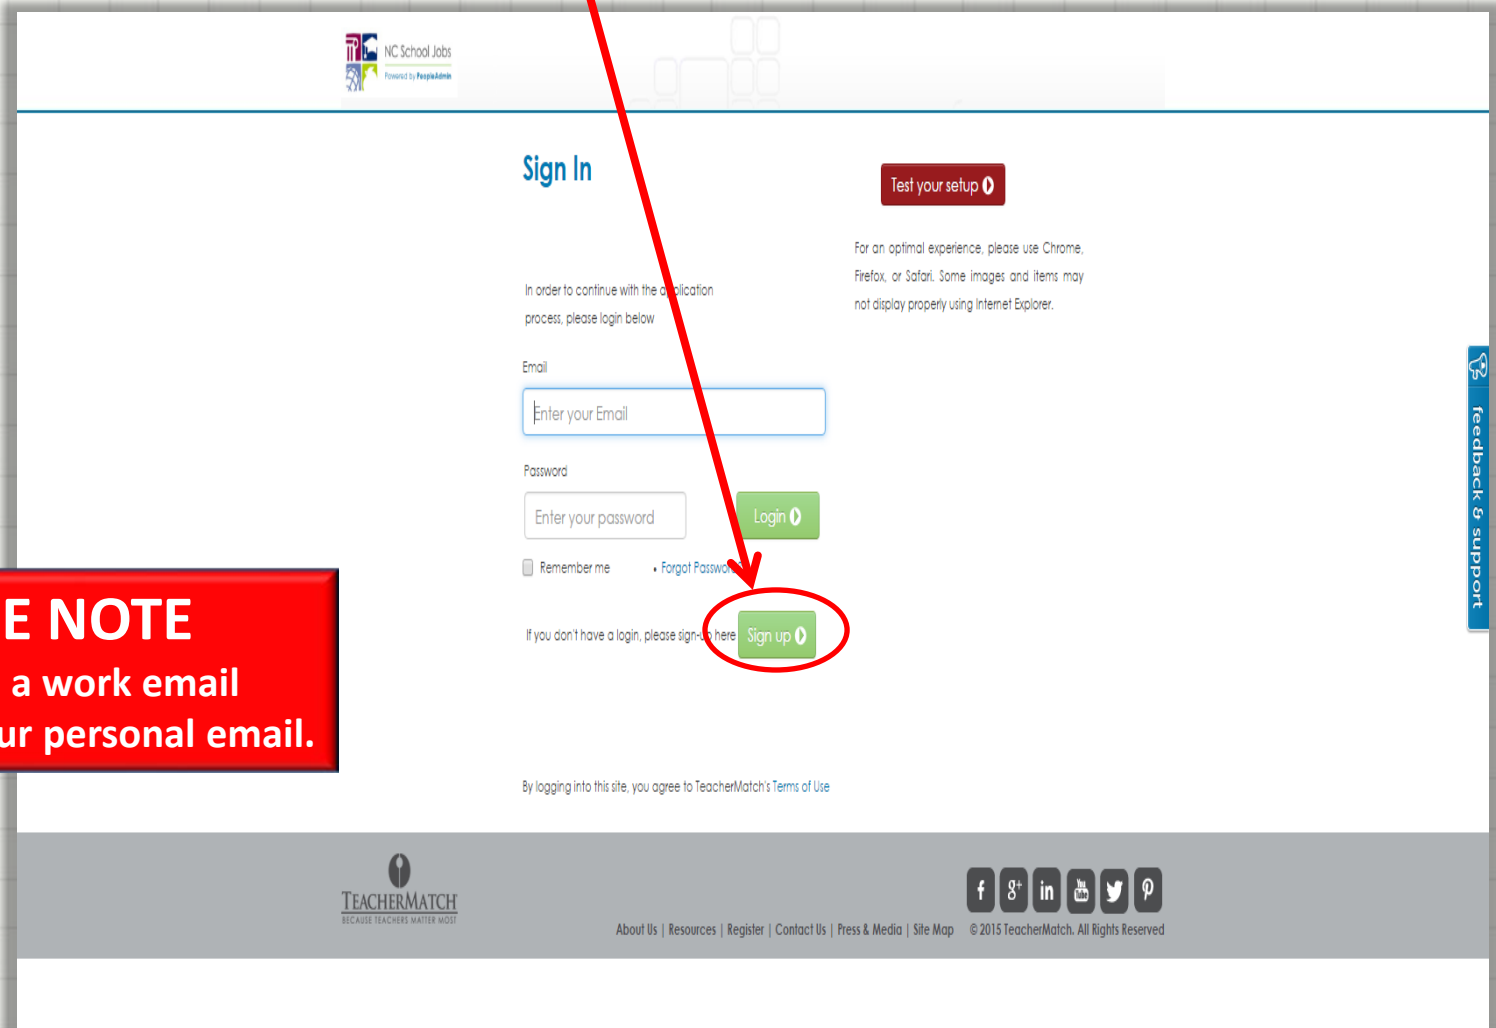 NC School Jobs
Powered by PeopleAdmin
Sign In
Test your setup
For an optimal experience, please use Chrome,
Firefox, or Safari. Some images and items may
not display properly using Internet Explorer.
In order to continue with the application
process, please login below
Email
Enter your Email
Password
Enter your password
Login
Remember me
• Forgot Password?
If you don't have a login, please sign-up here
Sign up
E NOTE
a work email
ur personal email.
feedback & support
By logging into this site, you agree to TeacherMatch's Terms of Use
TEACHERMATCH
BECAUSE TEACHERS MATTER MOST
f 8+ in You Tube
About Us | Resources | Register | Contact Us | Press & Media | Site Map © 2015 TeacherMatch. All Rights Reserved